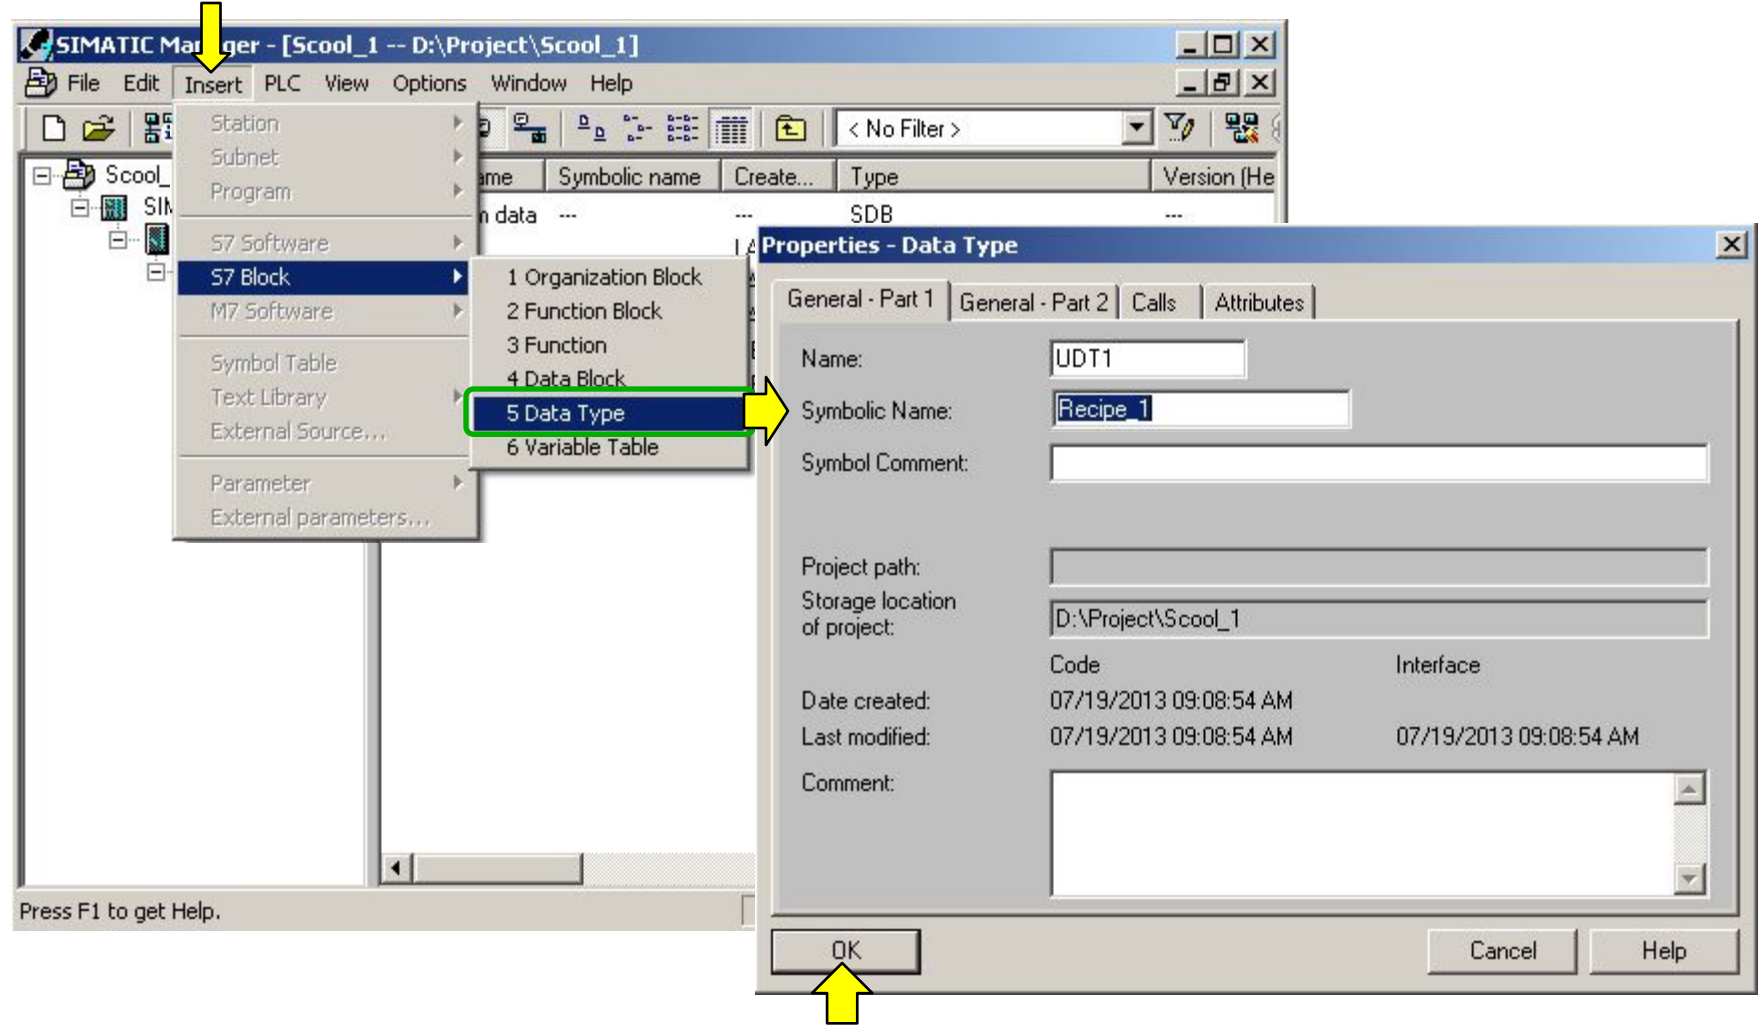 SIMATIC Manager - [Scool_1 -- D:\Project\Scool_1]
File Edit Insert PLC View Options Window Help
< No Filter >
Station
Subnet
Program
S7 Software
S7 Block
M7 Software
Symbol Table
Text Library
External Source...
Parameter
External parameters...
Scool_
Symbolic name Create... Type Version (He
data --- --- SDB ---
1 Organization Block
2 Function Block
3 Function
4 Data Block
5 Data Type
6 Variable Table
Press F1 to get Help.
Properties - Data Type
General - Part 1 General - Part 2 Calls Attributes
Name: UDT1
Symbolic Name: Recipe_1
Symbol Comment:
Project path:
Storage location
of project: D:\Project\Scool_1
Code Interface
Date created: 07/19/2013 09:08:54 AM
Last modified: 07/19/2013 09:08:54 AM 07/19/2013 09:08:54 AM
Comment:
OK Cancel Help